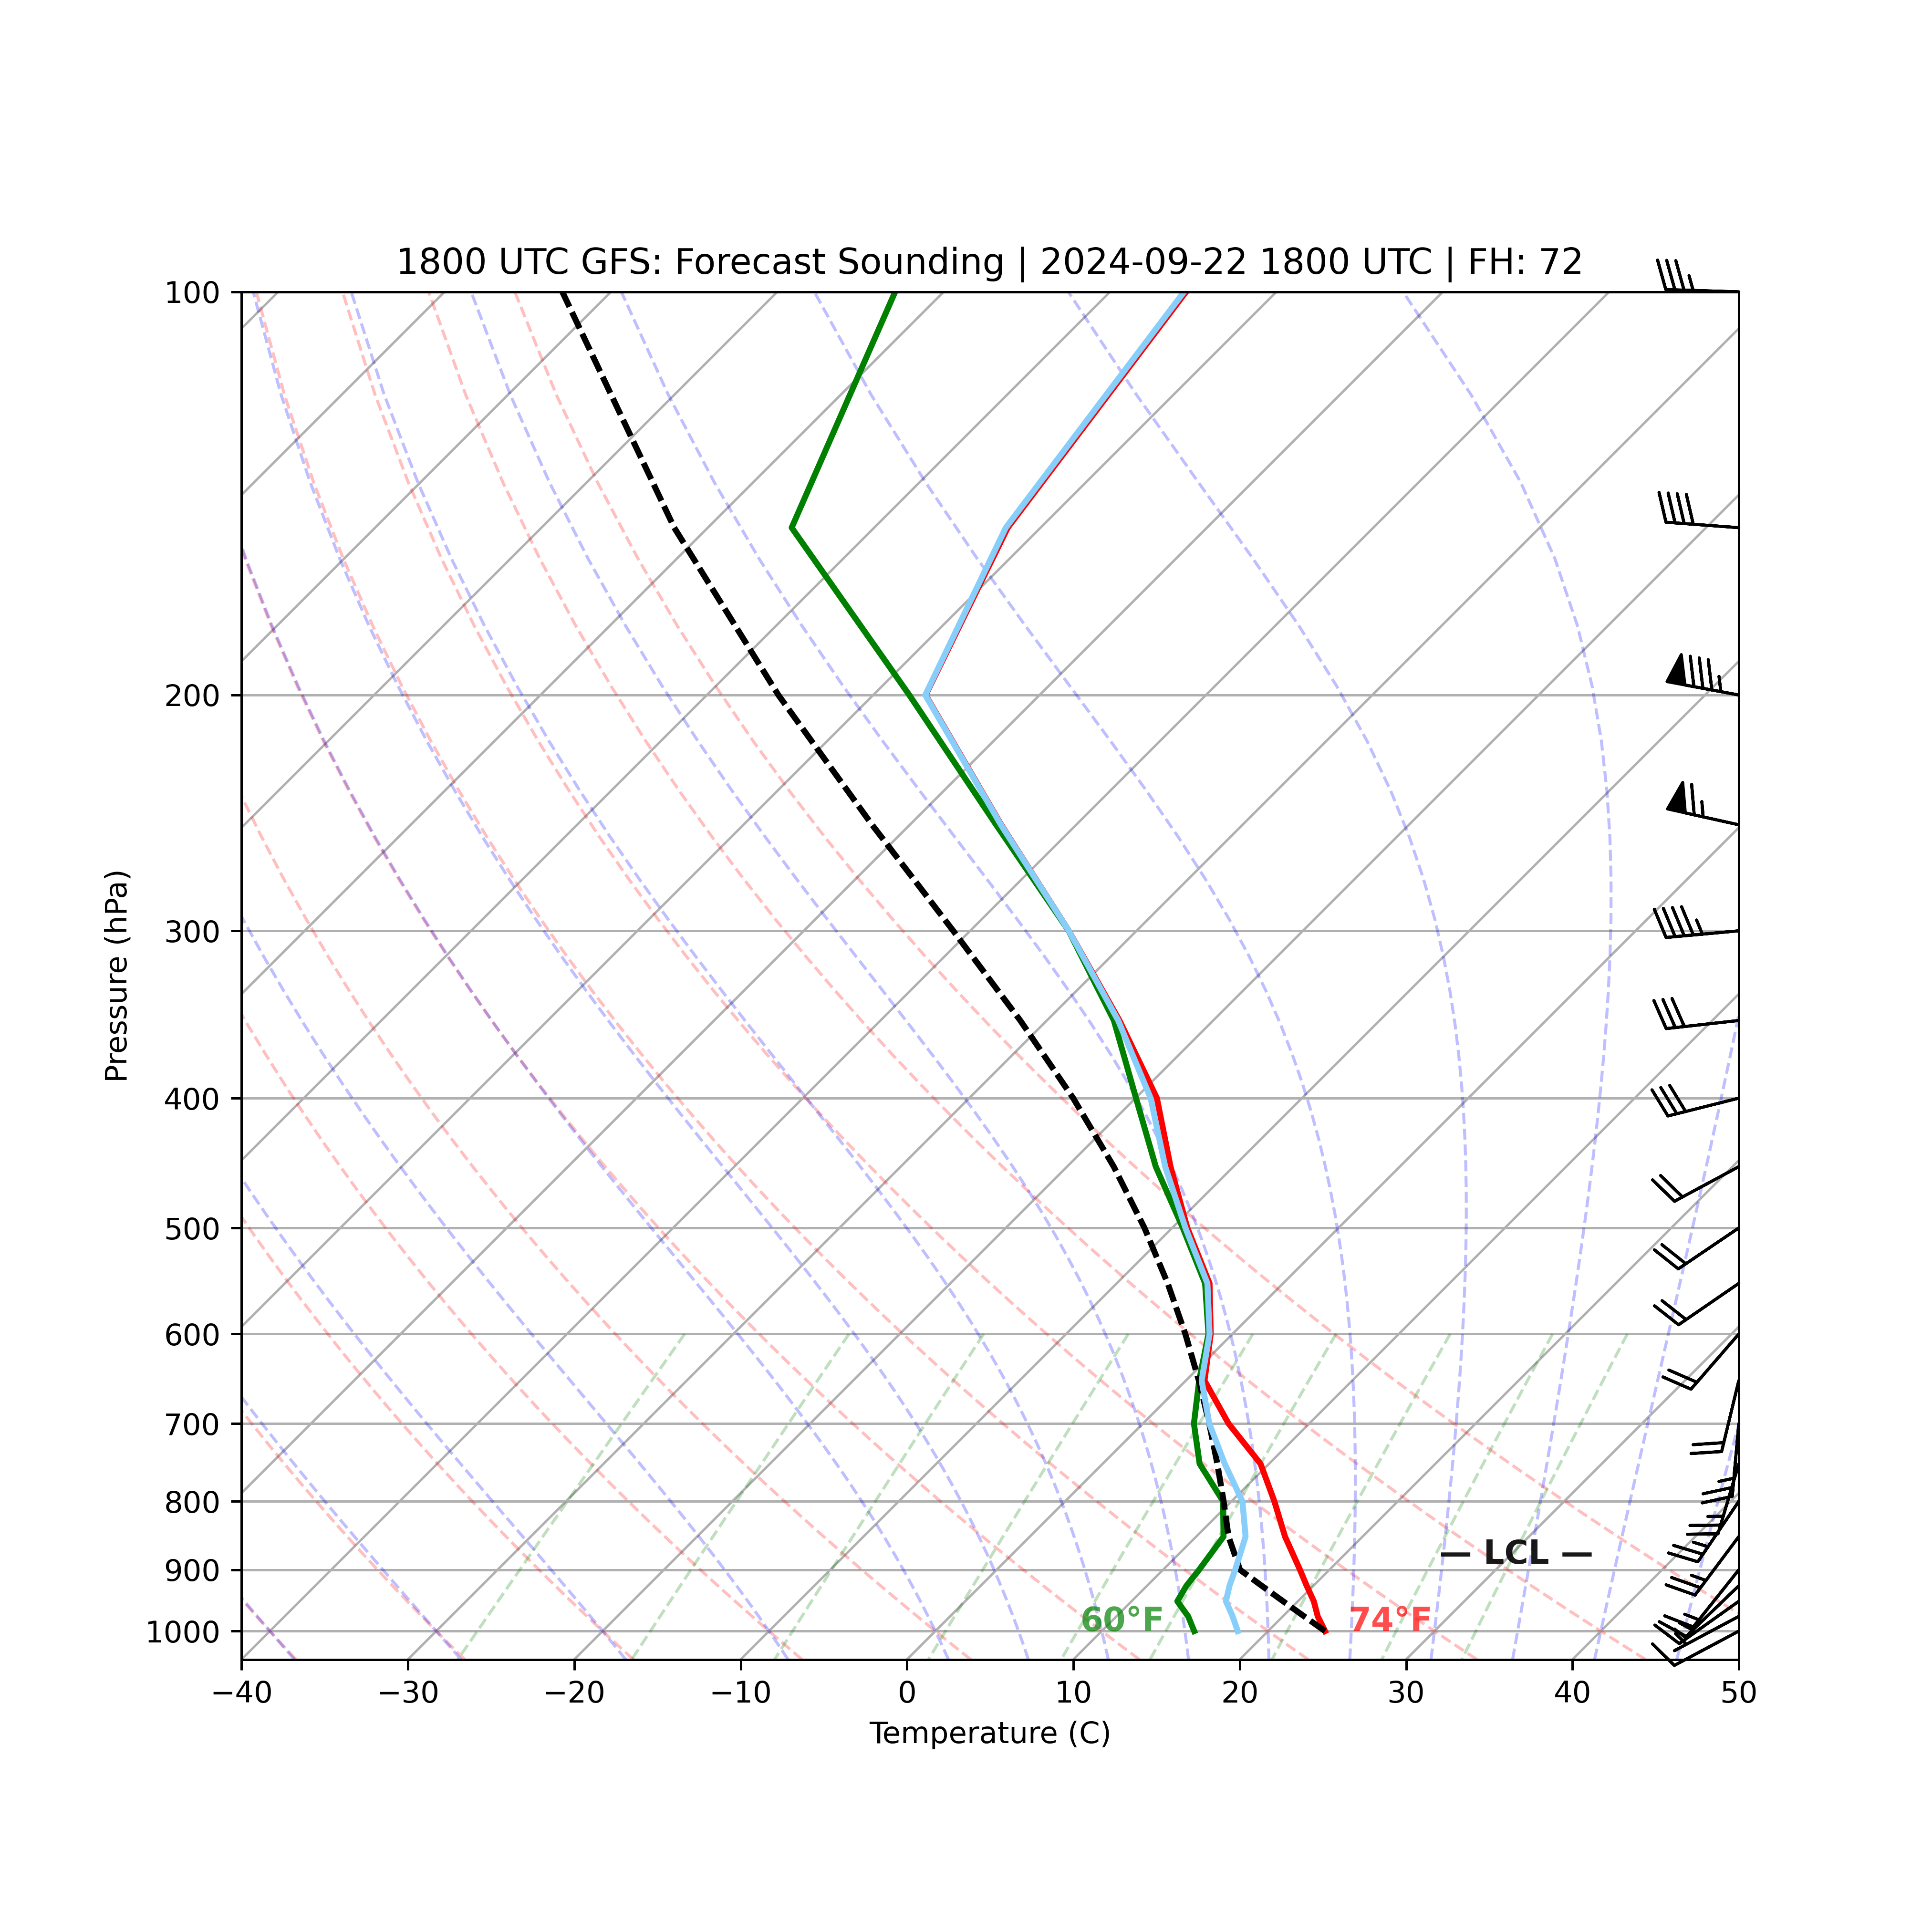 1800 UTC GFS: Forecast Sounding | 2024-09-22 1800 UTC | FH: 72
100
200
300
400
500
600
700
800
900
1000
Pressure (hPa)
— LCL —
60°F
74°F
−40 −30 −20 −10 0 10 20 30 40 50
Temperature (C)